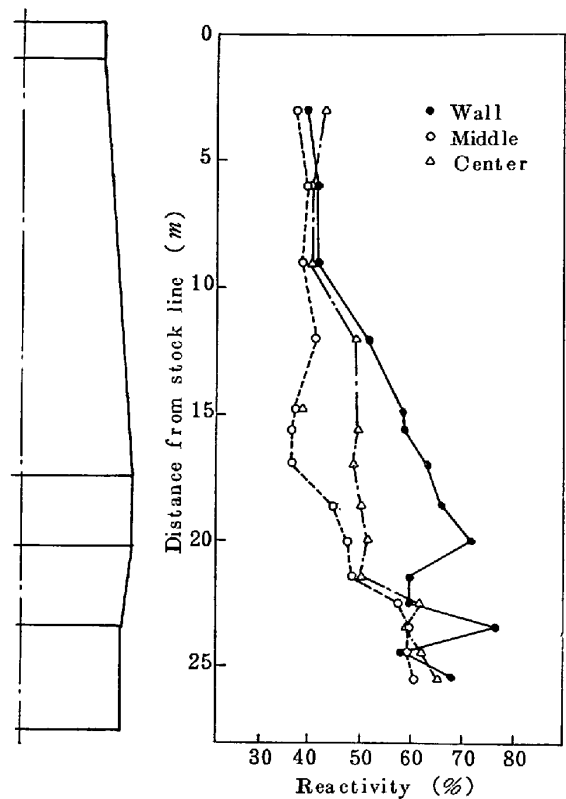 0
5
10
15
20
25
Distance from stock line (m)
Wall
Middle
Center
30 40 50 60 70 80
Reactivity (%)